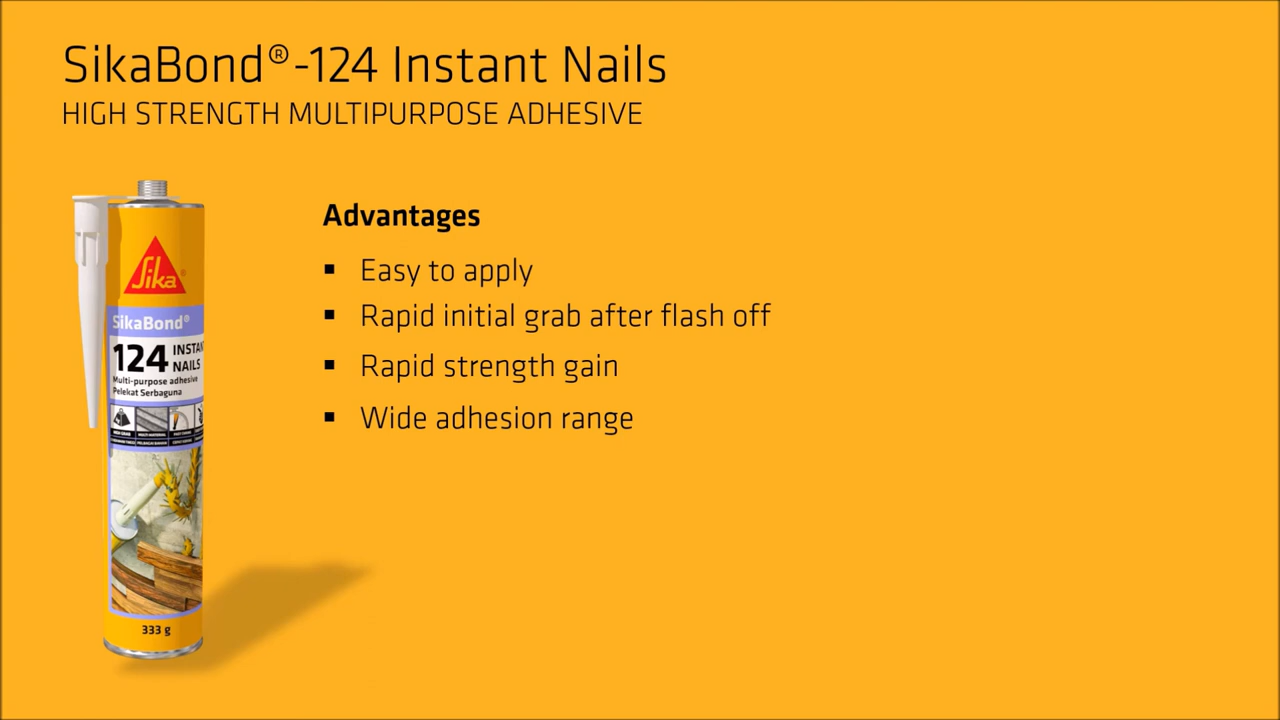 SikaBond®-124 Instant Nails
HIGH STRENGTH MULTIPURPOSE ADHESIVE
Advantages
▪ Easy to apply
▪ Rapid initial grab after flash off
▪ Rapid strength gain
▪ Wide adhesion range
Sika®
SikaBond®
124
NAILS
Multi-purpose adhesive
Pelekat Serbaguna
333 g